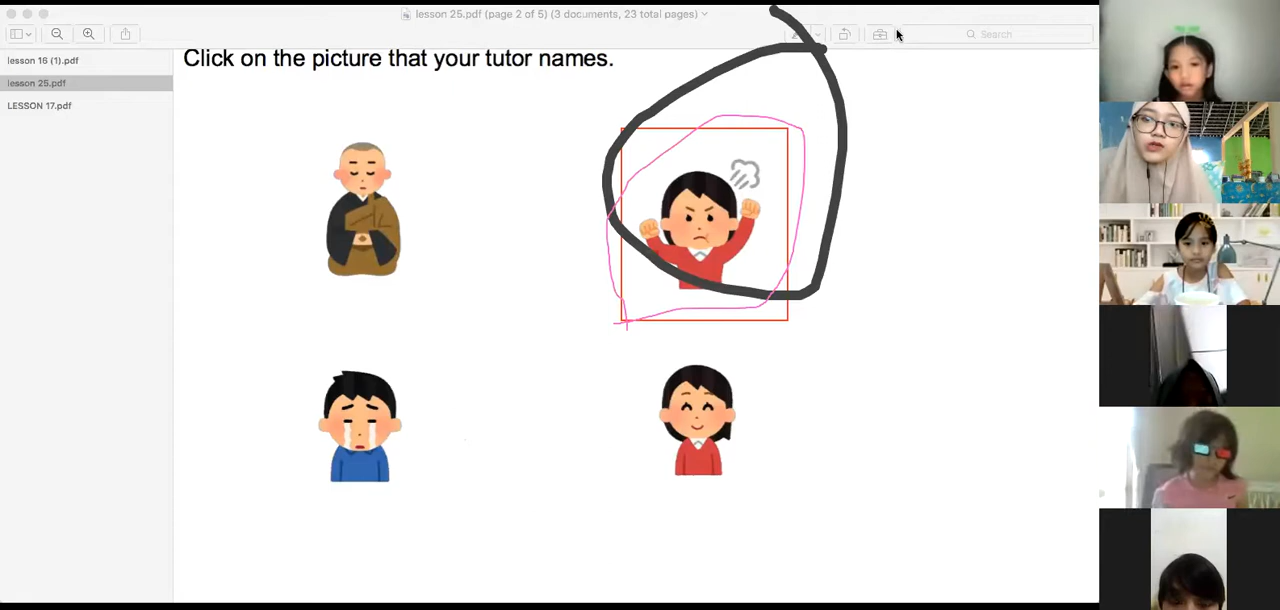 lesson 25.pdf (page 2 of 5) (3 documents, 23 total pages)
Search
lesson 16 (1).pdf
lesson 25.pdf
LESSON 17.pdf
Click on the picture that your tutor names.